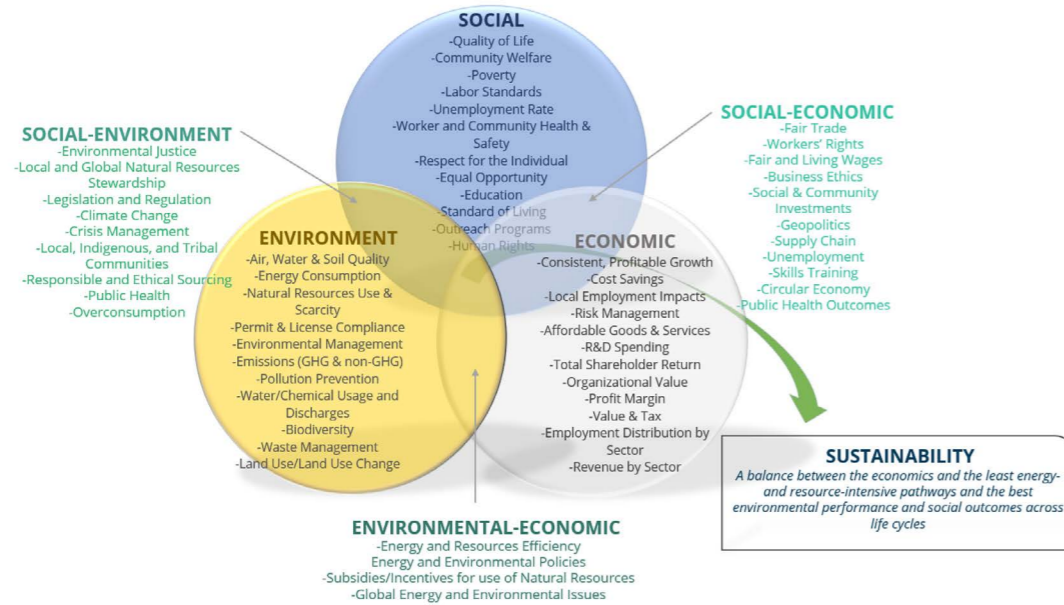 SOCIAL
-Quality of Life
-Community Welfare
-Poverty
-Labor Standards
-Unemployment Rate
-Worker and Community Health &
Safety
-Respect for the Individual
-Equal Opportunity
-Education
-Standard of Living
-Outreach Programs
-Human Rights
SOCIAL-ENVIRONMENT
-Environmental Justice
-Local and Global Natural Resources
Stewardship
-Legislation and Regulation
-Climate Change
-Crisis Management
-Local, Indigenous, and Tribal
Communities
-Responsible and Ethical Sourcing
-Public Health
-Overconsumption
SOCIAL-ECONOMIC
-Fair Trade
-Workers' Rights
-Fair and Living Wages
-Business Ethics
-Social & Community
Investments
-Geopolitics
-Supply Chain
-Unemployment
-Skills Training
-Circular Economy
-Public Health Outcomes
ENVIRONMENT
-Air, Water & Soil Quality
-Energy Consumption
-Natural Resources Use &
Scarcity
-Permit & License Compliance
-Environmental Management
-Emissions (GHG & non-GHG)
-Pollution Prevention
-Water/Chemical Usage and
Discharges
-Biodiversity
-Waste Management
-Land Use/Land Use Change
ECONOMIC
-Consistent, Profitable Growth
-Cost Savings
-Local Employment Impacts
-Risk Management
-Affordable Goods & Services
-R&D Spending
-Total Shareholder Return
-Organizational Value
-Profit Margin
-Value & Tax
-Employment Distribution by
Sector
-Revenue by Sector
SUSTAINABILITY
A balance between the economics and the least energy-
and resource-intensive pathways and the best
environmental performance and social outcomes across
life cycles
ENVIRONMENTAL-ECONOMIC
-Energy and Resources Efficiency
Energy and Environmental Policies
-Subsidies/Incentives for use of Natural Resources
-Global Energy and Environmental Issues